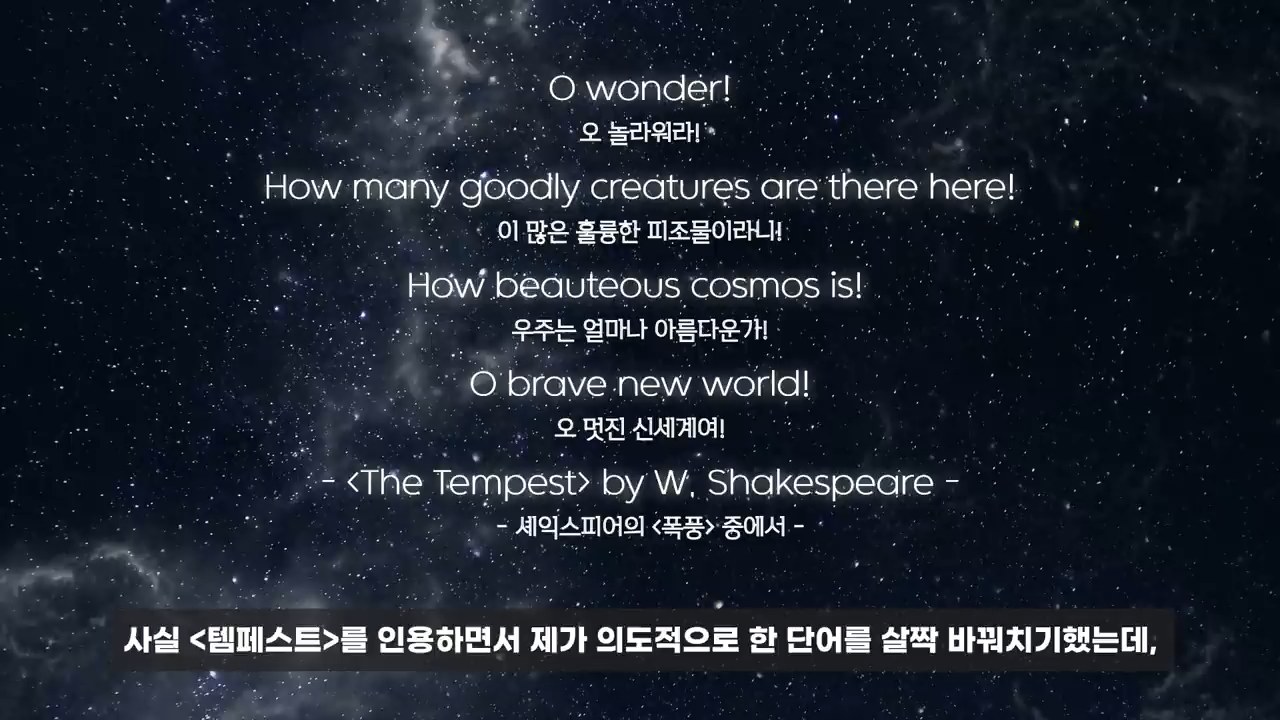 O wonder!
오 놀라워라!
How many goodly creatures are there here!
이 많은 훌륭한 피조물이라니!
How beauteous cosmos is!
우주는 얼마나 아름다운가!
O brave new world!
오 멋진 신세계여!
- <The Tempest> by W. Shakespeare -
- 셰익스피어의 <폭풍> 중에서 -
사실 <템페스트>를 인용하면서 제가 의도적으로 한 단어를 살짝 바꿔치기했는데,